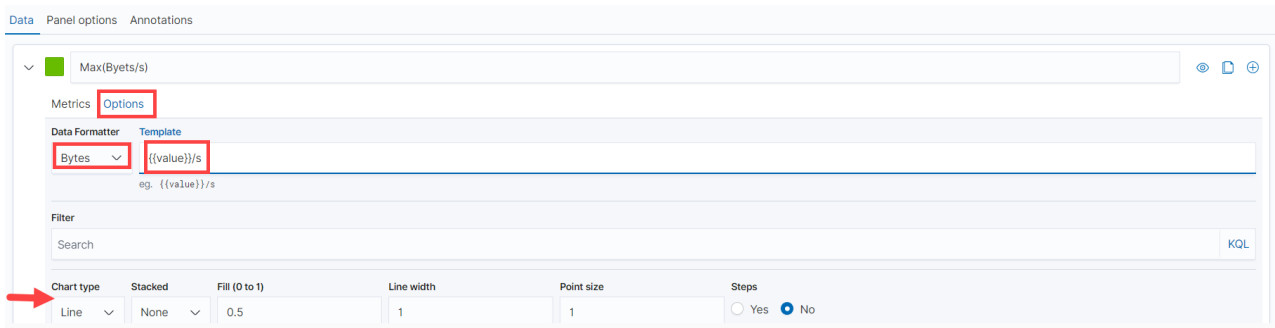 Data Panel options Annotations
Max(Byets/s)
Metrics Options
Data Formatter Template
Bytes {{value}}/s
eg. {{value}}/s
Filter
Search KQL
Chart type Stacked Fill (0 to 1) Line width Point size Steps
Line None 0.5 1 1 Yes No